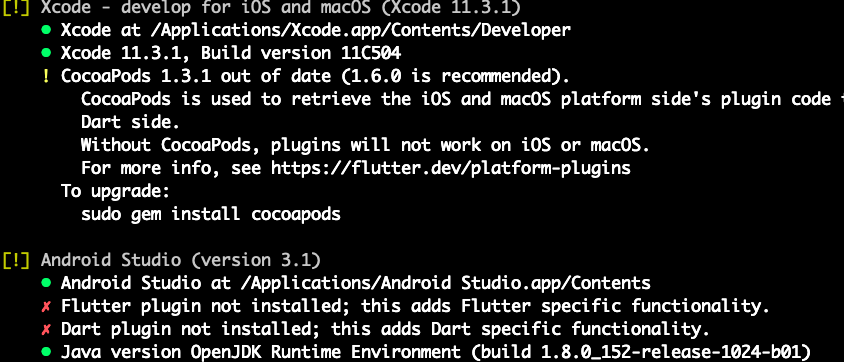 [!] Xcode - develop for iOS and macOS (Xcode 11.3.1)
• Xcode at /Applications/Xcode.app/Contents/Developer
• Xcode 11.3.1, Build version 11C504
! CocoaPods 1.3.1 out of date (1.6.0 is recommended).
CocoaPods is used to retrieve the iOS and macOS platform side's plugin code
Dart side.
Without CocoaPods, plugins will not work on iOS or macOS.
For more info, see https://flutter.dev/platform-plugins
To upgrade:
sudo gem install cocoapods
[!] Android Studio (version 3.1)
• Android Studio at /Applications/Android Studio.app/Contents
✗ Flutter plugin not installed; this adds Flutter specific functionality.
✗ Dart plugin not installed; this adds Dart specific functionality.
• Java version OpenJDK Runtime Environment (build 1.8.0_152-release-1024-b01)